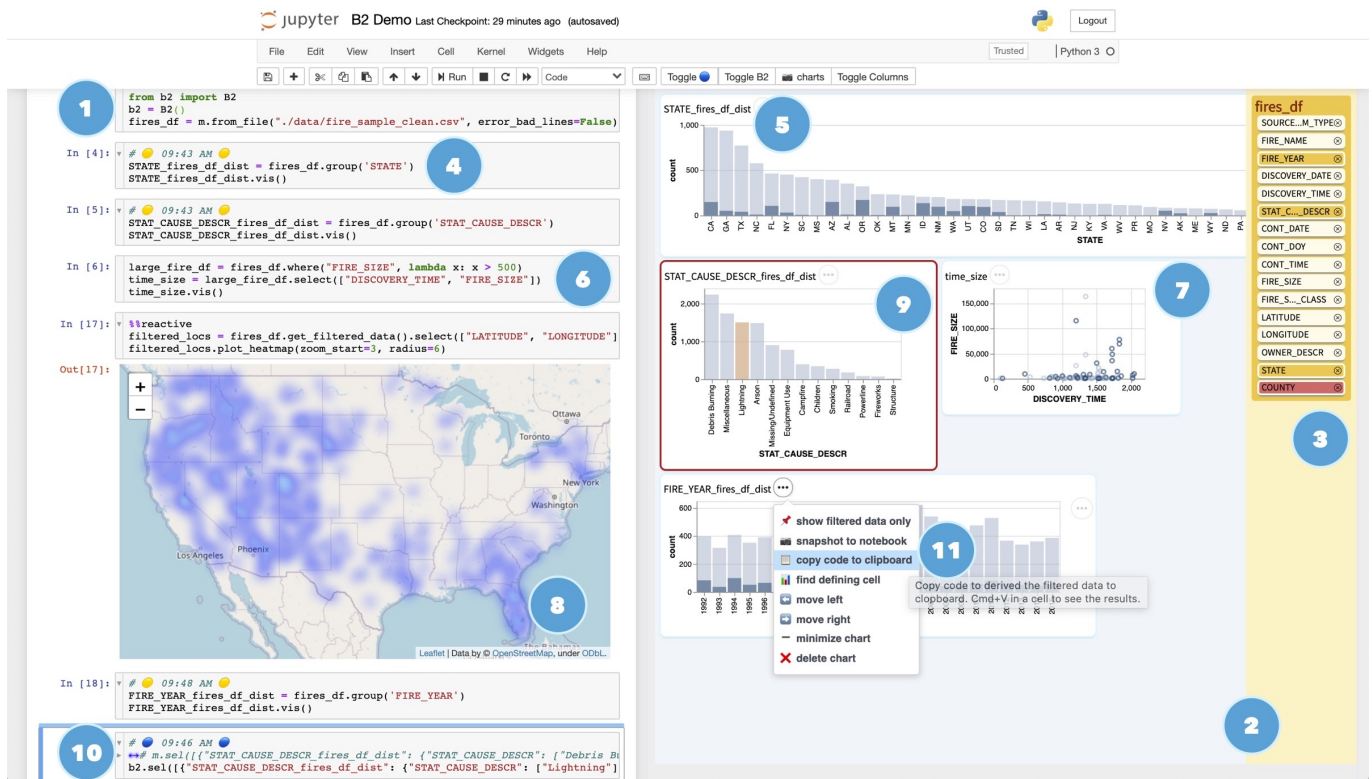 jupyter B2 Demo Last Checkpoint: 29 minutes ago (autosaved)
Logout
File Edit View Insert Cell Kernel Widgets Help
Trusted
Python 3
Run
Code
Toggle
Toggle B2
charts
Toggle Columns
1
from b2 import B2
b2 = B2()
fires_df = m.from_file("./data/fire_sample_clean.csv", error_bad_lines=False)
In [4]:
# 09:43 AM
STATE_fires_df_dist = fires_df.group('STATE')
STATE_fires_df_dist.vis()
4
In [5]:
# 09:43 AM
STAT_CAUSE_DESCR_fires_df_dist = fires_df.group('STAT_CAUSE_DESCR')
STAT_CAUSE_DESCR_fires_df_dist.vis()
In [6]:
large_fire_df = fires_df.where("FIRE_SIZE", lambda x: x > 500)
time_size = large_fire_df.select(["DISCOVERY_TIME", "FIRE_SIZE"])
time_size.vis()
6
In [17]:
%%reactive
filtered_locs = fires_df.get_filtered_data().select(["LATITUDE", "LONGITUDE"]
filtered_locs.plot_heatmap(zoom_start=3, radius=6)
Out[17]:
+
−
Ottawa
Toronto
New York
Washington
Los Angeles
Phoenix
8
The Bahamas
Leaflet | Data by © OpenStreetMap, under ODbL.
In [18]:
# 09:48 AM
FIRE_YEAR_fires_df_dist = fires_df.group('FIRE_YEAR')
FIRE_YEAR_fires_df_dist.vis()
10
# 09:46 AM
# m.sel([{"STAT_CAUSE_DESCR_fires_df_dist": {"STAT_CAUSE_DESCR": ["Debris Bu
b2.sel([{"STAT_CAUSE_DESCR_fires_df_dist": {"STAT_CAUSE_DESCR": ["Lightning"]
STATE_fires_df_dist
5
1,000
500
0
count
CA GA TX NC FL NY SC MS AZ AL OR OK MT MN ID NM WA UT CO SD TN WI LA AR NJ KY VA WV PR MO NV AK ME WY ND PA
STATE
STAT_CAUSE_DESCR_fires_df_dist
9
2,000
1,000
0
count
Debris Burning
Miscellaneous
Lightning
Arson
Missing/Undefined
Equipment Use
Campfire
Children
Smoking
Railroad
Powerline
Fireworks
Structure
STAT_CAUSE_DESCR
time_size
7
150,000
100,000
50,000
0
FIRE_SIZE
0 500 1,000 1,500 2,000
DISCOVERY_TIME
FIRE_YEAR_fires_df_dist
600
400
200
0
count
1992 1993 1994 1995 1996
show filtered data only
snapshot to notebook
copy code to clipboard
find defining cell
move left
move right
minimize chart
delete chart
11
Copy code to derived the filtered data to
clopboard. Cmd+V in a cell to see the results.
fires_df
SOURCE...M_TYPE
FIRE_NAME
FIRE_YEAR
DISCOVERY_DATE
DISCOVERY_TIME
STAT_C..._DESCR
CONT_DATE
CONT_DOY
CONT_TIME
FIRE_SIZE
FIRE_S..._CLASS
LATITUDE
LONGITUDE
OWNER_DESCR
STATE
COUNTY
3
2